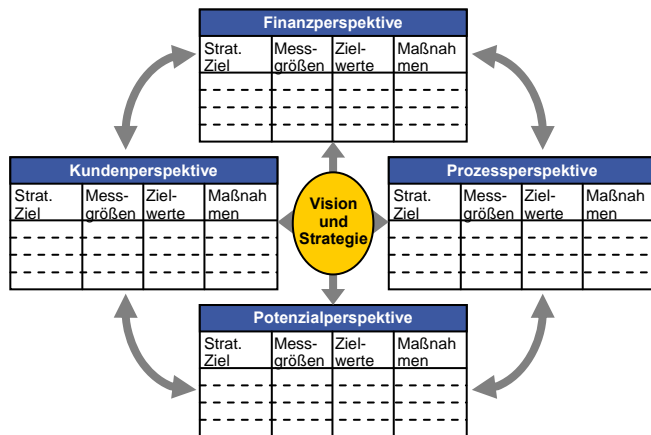 Finanzperspektive
Strat. Mess- Ziel- Maßnah
Ziel größen werte men
Kundenperspektive
Strat. Mess- Ziel- Maßnah
Ziel größen werte men
Vision
und
Strategie
Prozessperspektive
Strat. Mess- Ziel- Maßnah
Ziel größen werte men
Potenzialperspektive
Strat. Mess- Ziel- Maßnah
Ziel größen werte men